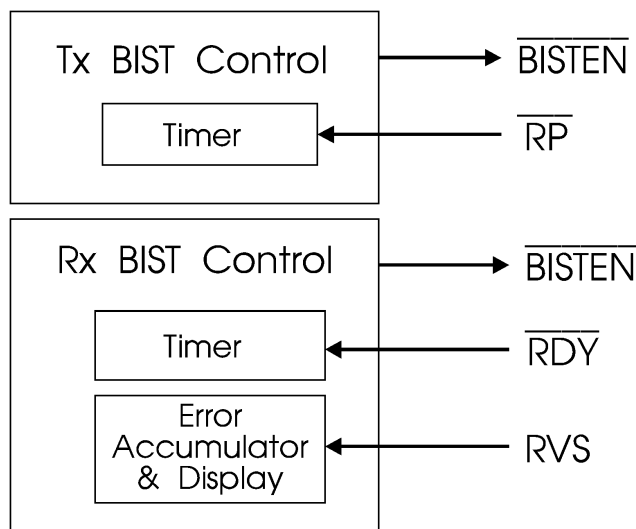 Tx BIST Control
BISTEN
Timer
RP
Rx BIST Control
BISTEN
Timer
RDY
Error
Accumulator
& Display
RVS